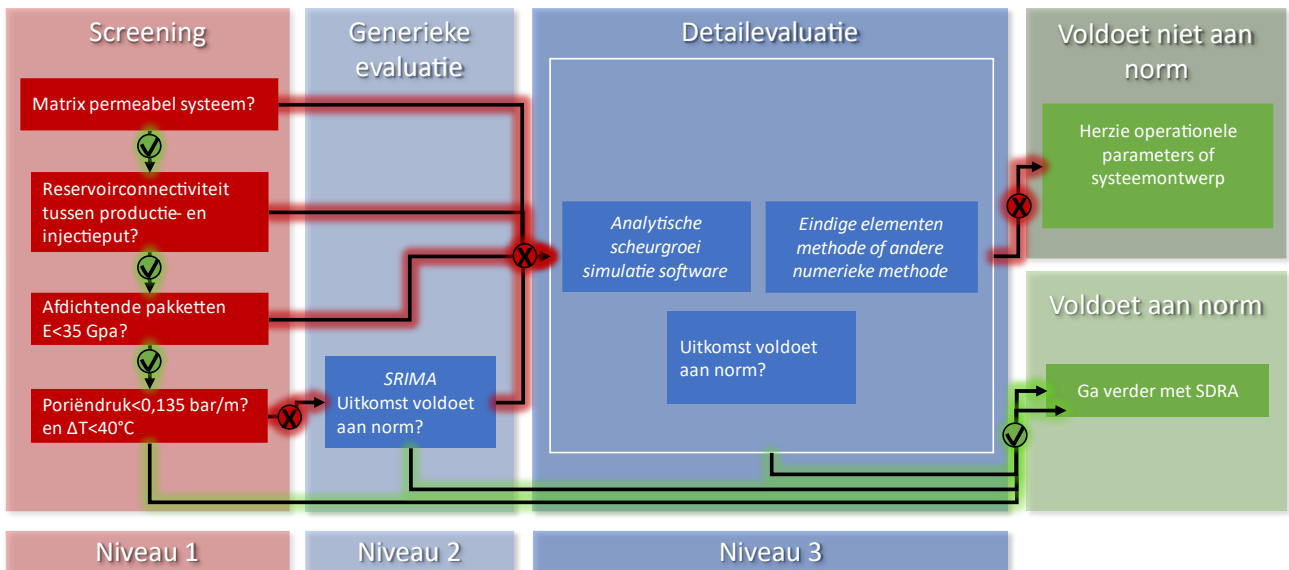 Screening
Matrix permeabel systeem?
Reservoirconnectiviteit
tussen productie- en
injectieput?
Afdichtende pakketten
E<35 Gpa?
Poriëndruk<0,135 bar/m?
en ΔT<40°C
Niveau 1
Generieke
evaluatie
SRIMA
Uitkomst voldoet
aan norm?
Niveau 2
Detailevaluatie
Analytische
scheurgroei
simulatie software
Eindige elementen
methode of andere
numerieke methode
Uitkomst voldoet
aan norm?
Niveau 3
Voldoet niet aan
norm
Herzie operationele
parameters of
systeemontwerp
Voldoet aan norm
Ga verder met SDRA